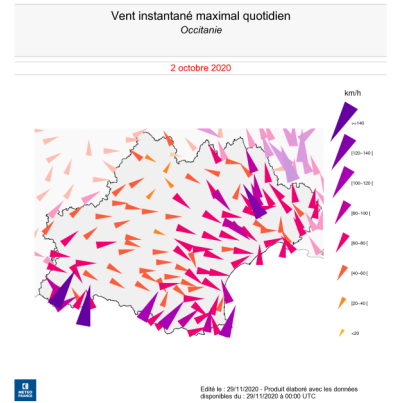 Vent instantané maximal quotidien
Occitanie
2 octobre 2020
km/h
>=140
[120-140[
[100-120[
[80-100[
[60-80[
[40-60[
[20-40[
<20
METEO
FRANCE
Edité le : 29/11/2020 - Produit élaboré avec les données
disponibles du : 29/11/2020 à 00:00 UTC